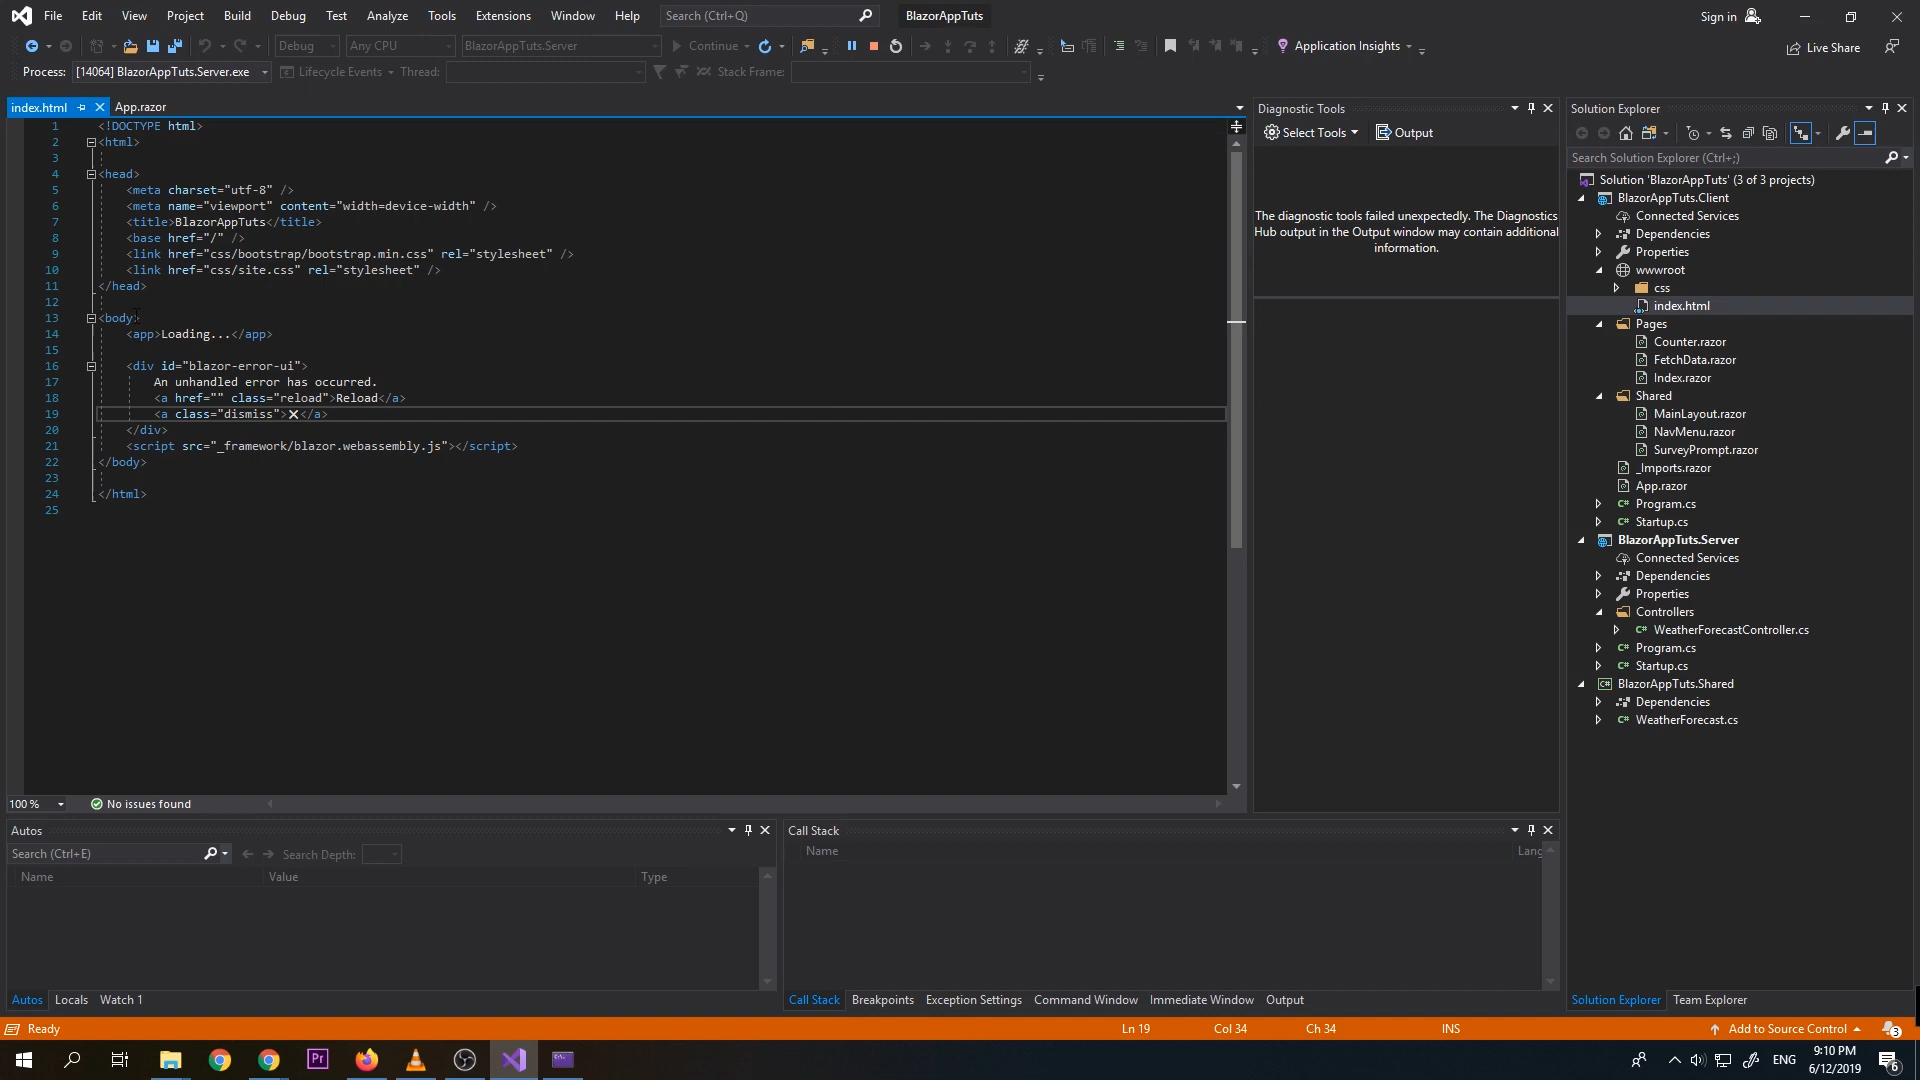 File Edit View Project Build Debug Test Analyze Tools Extensions Window Help Search (Ctrl+Q) BlazorAppTuts Sign in
Debug Any CPU BlazorAppTuts.Server Continue Application Insights Live Share
Process: [14064] BlazorAppTuts.Server.exe Lifecycle Events Thread: Stack Frame:
index.html App.razor
1 <!DOCTYPE html>
2 <html>
3
4 <head>
5 <meta charset="utf-8" />
6 <meta name="viewport" content="width=device-width" />
7 <title>BlazorAppTuts</title>
8 <base href="/" />
9 <link href="css/bootstrap/bootstrap.min.css" rel="stylesheet" />
10 <link href="css/site.css" rel="stylesheet" />
11 </head>
12
13 <body>
14 <app>Loading...</app>
15
16 <div id="blazor-error-ui">
17 An unhandled error has occurred.
18 <a href="" class="reload">Reload</a>
19 <a class="dismiss">🗙</a>
20 </div>
21 <script src="_framework/blazor.webassembly.js"></script>
22 </body>
23
24 </html>
25
100 % No issues found
Diagnostic Tools
Select Tools Output
The diagnostic tools failed unexpectedly. The Diagnostics
Hub output in the Output window may contain additional
information.
Solution Explorer
Search Solution Explorer (Ctrl+;)
Solution 'BlazorAppTuts' (3 of 3 projects)
BlazorAppTuts.Client
Connected Services
Dependencies
Properties
wwwroot
css
index.html
Pages
Counter.razor
FetchData.razor
Index.razor
Shared
MainLayout.razor
NavMenu.razor
SurveyPrompt.razor
_Imports.razor
App.razor
C# Program.cs
C# Startup.cs
BlazorAppTuts.Server
Connected Services
Dependencies
Properties
Controllers
C# WeatherForecastController.cs
C# Program.cs
C# Startup.cs
C# BlazorAppTuts.Shared
Dependencies
C# WeatherForecast.cs
Solution Explorer Team Explorer
Autos
Search (Ctrl+E) Search Depth:
Name Value Type
Autos Locals Watch 1
Call Stack
Name Lang
Call Stack Breakpoints Exception Settings Command Window Immediate Window Output
Ready Ln 19 Col 34 Ch 34 INS Add to Source Control 3
Pr ENG 9:10 PM
6/12/2019 6